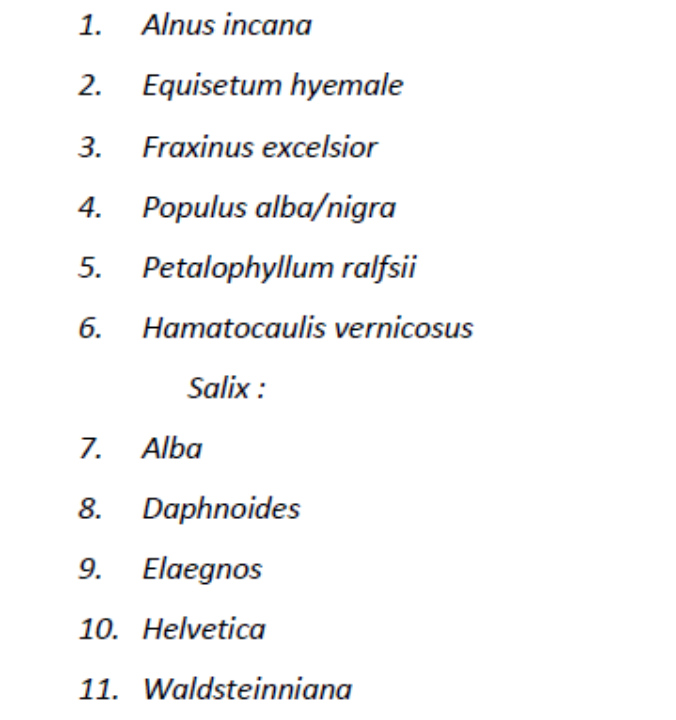 1. Alnus incana
2. Equisetum hyemale
3. Fraxinus excelsior
4. Populus alba/nigra
5. Petalophyllum ralfsii
6. Hamatocaulis vernicosus
Salix :
7. Alba
8. Daphnoides
9. Elaegnos
10. Helvetica
11. Waldsteinniana